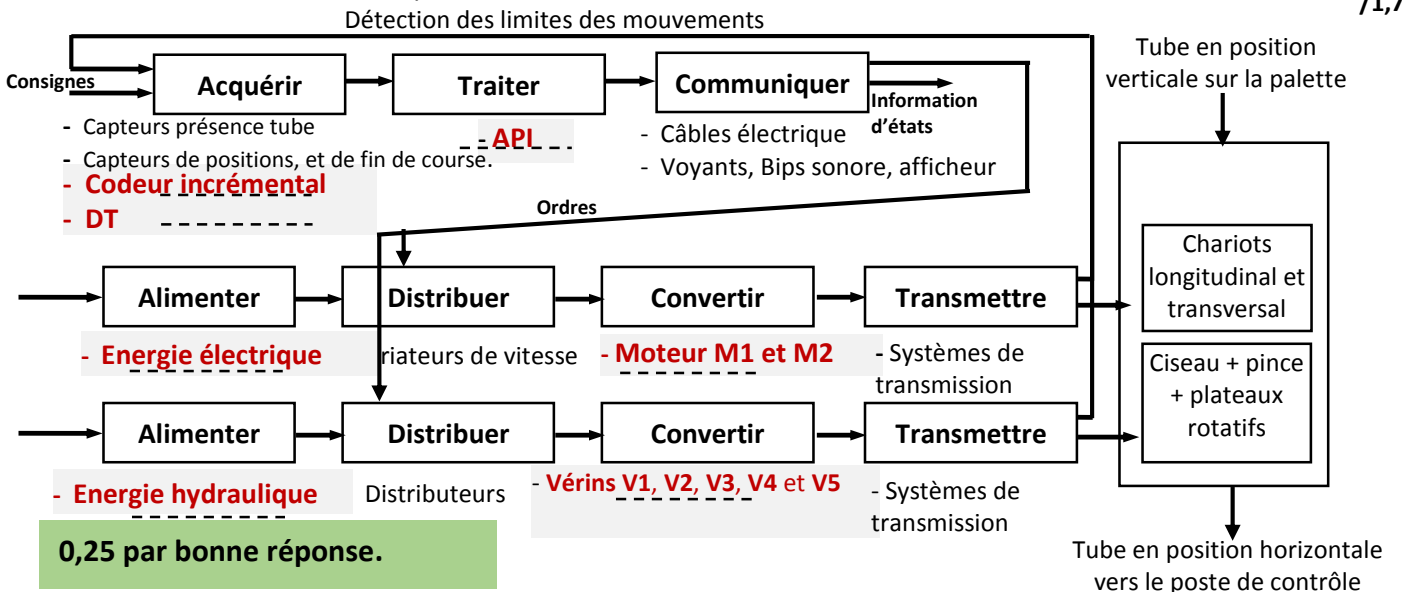 /1,7
Détection des limites des mouvements
Consignes
Acquérir
Traiter
Communiquer
Information
d'états
Tube en position
verticale sur la palette
- Capteurs présence tube
- Capteurs de positions, et de fin de course.
- Codeur incrémental
- DT
- API
- Câbles électrique
- Voyants, Bips sonore, afficheur
Ordres
Alimenter
Distribuer
Convertir
Transmettre
Chariots
longitudinal et
transversal
- Energie électrique
riateurs de vitesse
- Moteur M1 et M2
- Systèmes de
transmission
Ciseau + pince
+ plateaux
rotatifs
Alimenter
Distribuer
Convertir
Transmettre
- Energie hydraulique
Distributeurs
- Vérins V1, V2, V3, V4 et V5
- Systèmes de
transmission
0,25 par bonne réponse.
Tube en position horizontale
vers le poste de contrôle